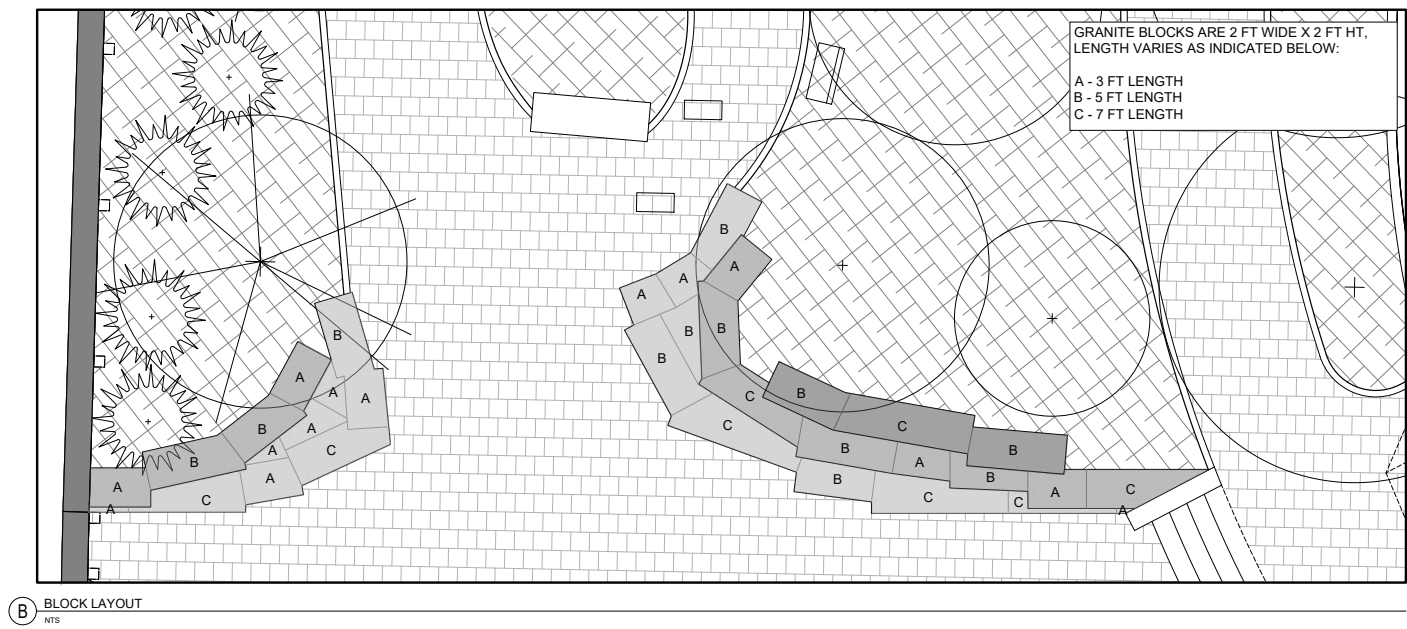 GRANITE BLOCKS ARE 2 FT WIDE X 2 FT HT,
LENGTH VARIES AS INDICATED BELOW:
A - 3 FT LENGTH
B - 5 FT LENGTH
C - 7 FT LENGTH
B
A
A
A
B
B
B
A
A
B
A
A
B
C
B
C
A
C
B
A
B
C
B
B
A
A
B
A
C
A
C
B
C
C
A
A
B BLOCK LAYOUT
NTS